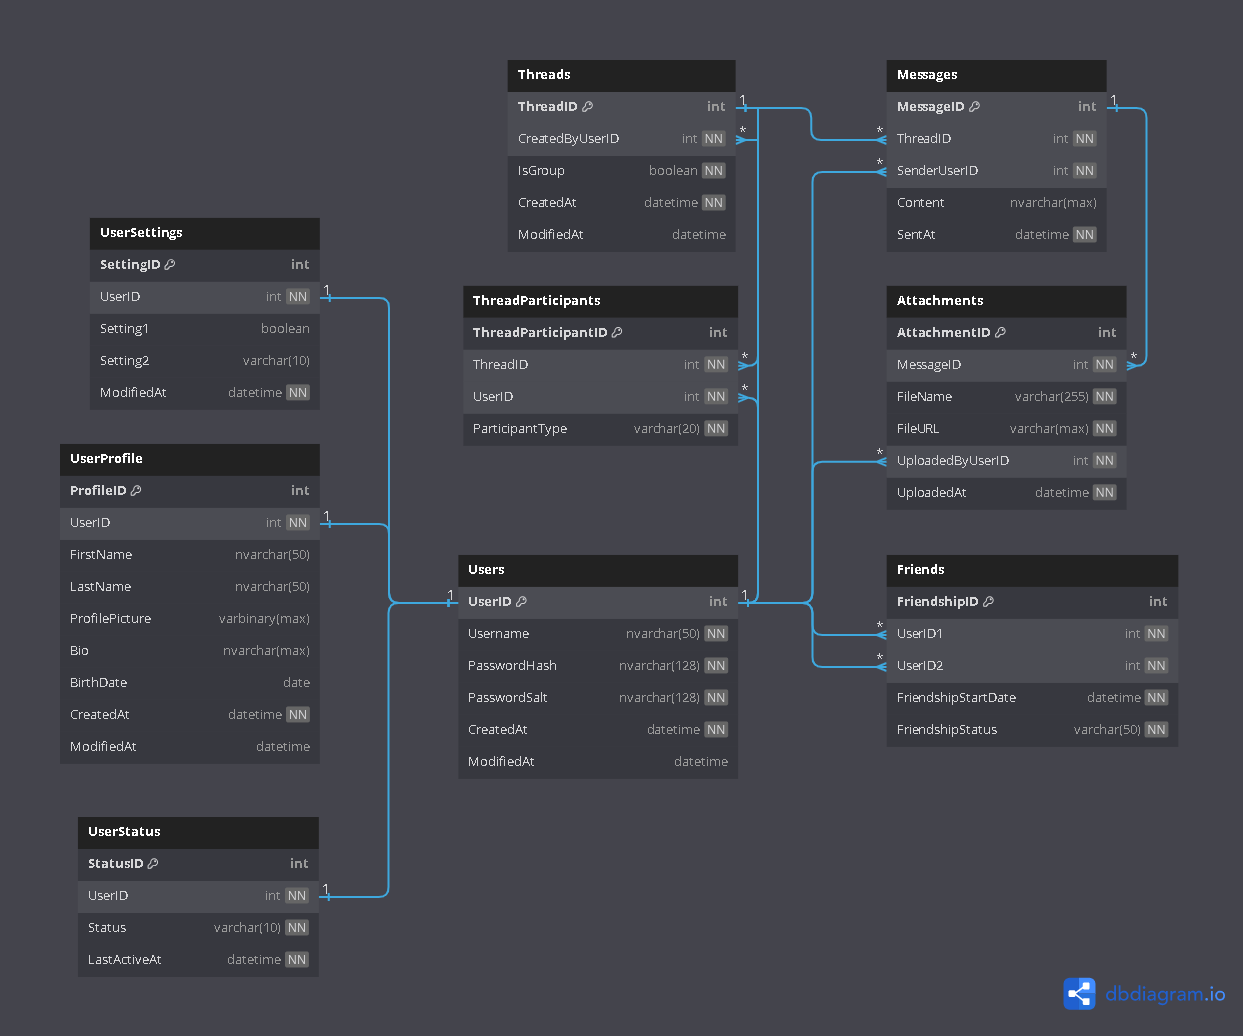 Threads
ThreadID int
CreatedByUserID int NN
IsGroup boolean NN
CreatedAt datetime NN
ModifiedAt datetime
1
*
Messages
MessageID int
ThreadID int NN
SenderUserID int NN
Content nvarchar(max)
SentAt datetime NN
1
*
*
UserSettings
SettingID int
UserID int NN
Setting1 boolean
Setting2 varchar(10)
ModifiedAt datetime NN
1
ThreadParticipants
ThreadParticipantID int
ThreadID int NN
UserID int NN
ParticipantType varchar(20) NN
*
*
Attachments
AttachmentID int
MessageID int NN
FileName varchar(255) NN
FileURL varchar(max) NN
UploadedByUserID int NN
UploadedAt datetime NN
*
*
UserProfile
ProfileID int
UserID int NN
FirstName nvarchar(50)
LastName nvarchar(50)
ProfilePicture varbinary(max)
Bio nvarchar(max)
BirthDate date
CreatedAt datetime NN
ModifiedAt datetime
1
Users
UserID int
Username nvarchar(50) NN
PasswordHash nvarchar(128) NN
PasswordSalt nvarchar(128) NN
CreatedAt datetime NN
ModifiedAt datetime
1
1
Friends
FriendshipID int
UserID1 int NN
UserID2 int NN
FriendshipStartDate datetime NN
FriendshipStatus varchar(50) NN
*
*
UserStatus
StatusID int
UserID int NN
Status varchar(10) NN
LastActiveAt datetime NN
1
dbdiagram.io